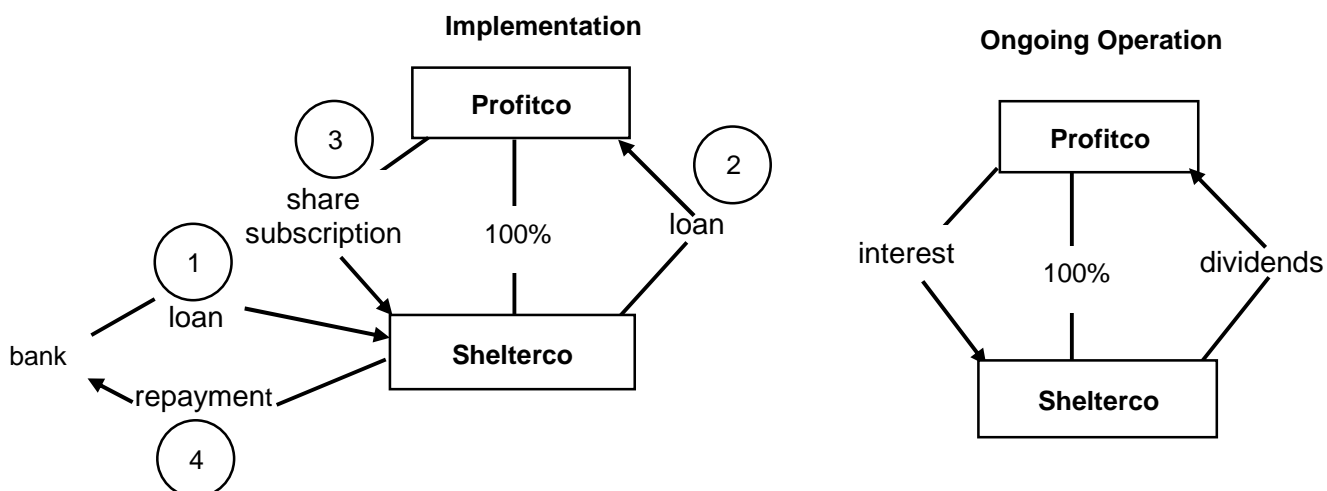 Implementation
Profitco
3
share
subscription
100%
2
loan
1
loan
bank
Shelterco
repayment
4
Ongoing Operation
Profitco
interest
100%
dividends
Shelterco